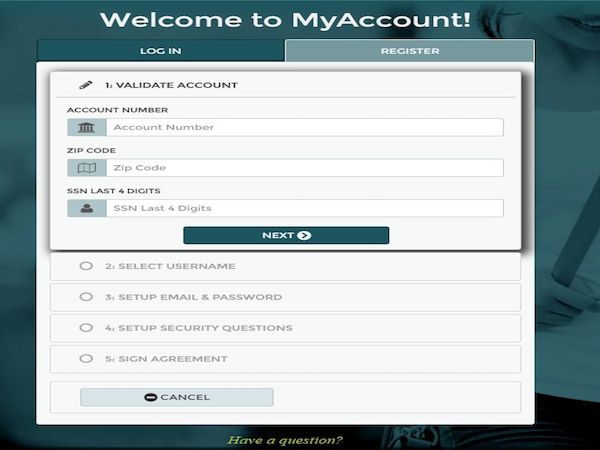 Welcome to MyAccount!
LOG IN
REGISTER
1: VALIDATE ACCOUNT
ACCOUNT NUMBER
Account Number
ZIP CODE
Zip Code
SSN LAST 4 DIGITS
SSN Last 4 Digits
NEXT
2: SELECT USERNAME
3: SETUP EMAIL & PASSWORD
4: SETUP SECURITY QUESTIONS
5: SIGN AGREEMENT
CANCEL
Have a question?